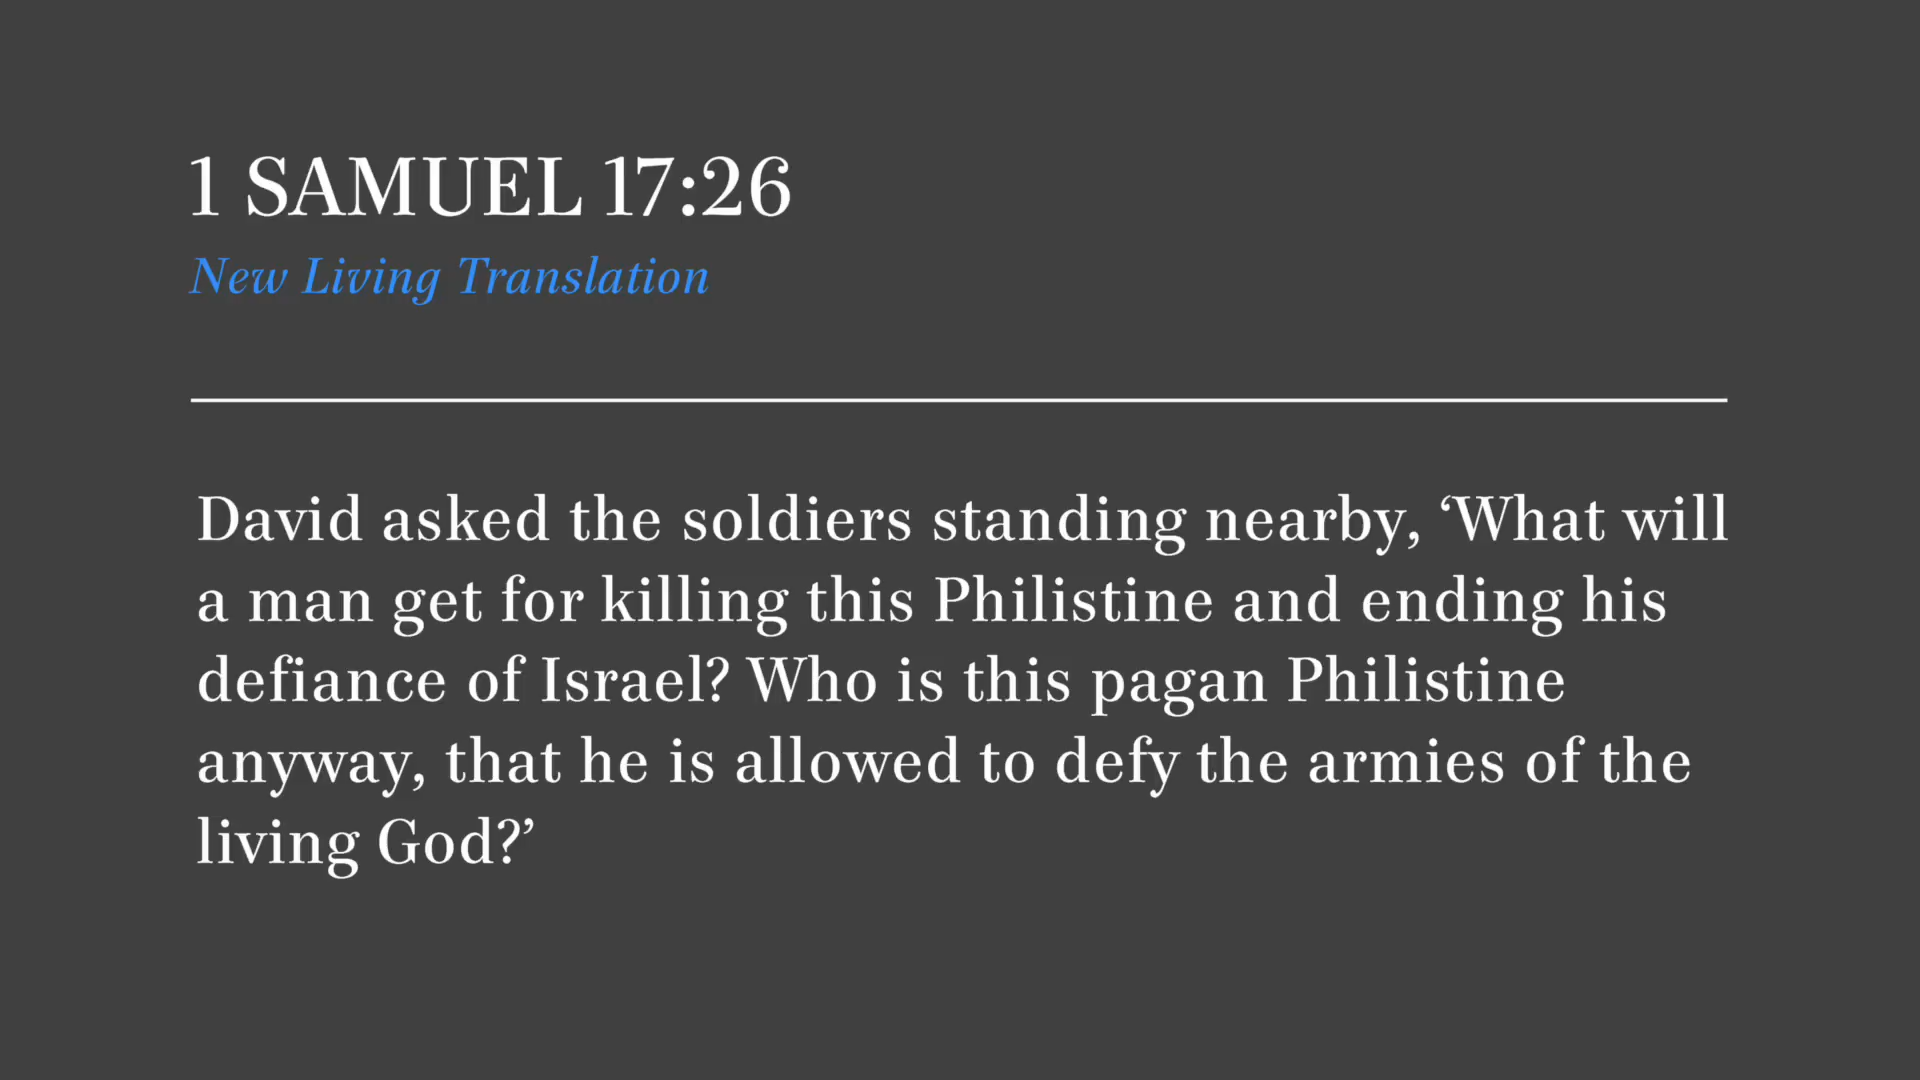 1 SAMUEL 17:26
New Living Translation
David asked the soldiers standing nearby, ‘What will
a man get for killing this Philistine and ending his
defiance of Israel? Who is this pagan Philistine
anyway, that he is allowed to defy the armies of the
living God?’